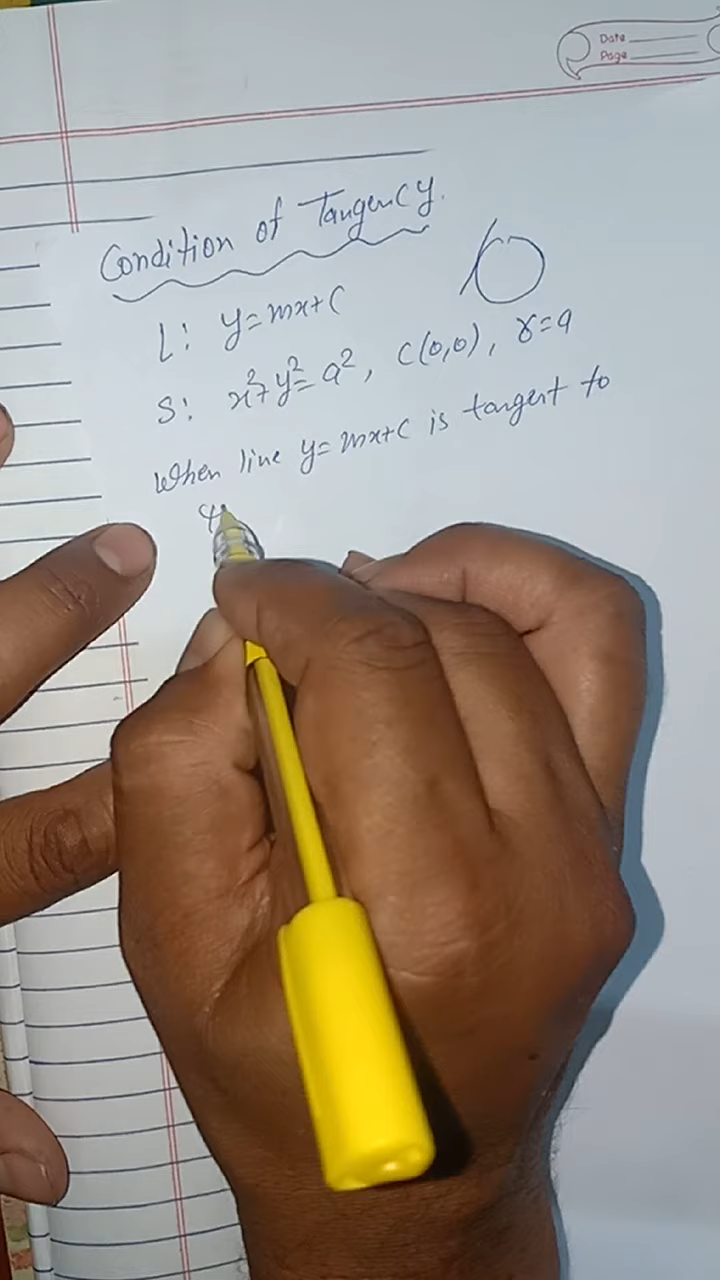 Date
Page
Condition of Tangency.
L: y=mx+c
S: x²+y²=a², C(0,0), r=a
When line y=mx+c is tangent to